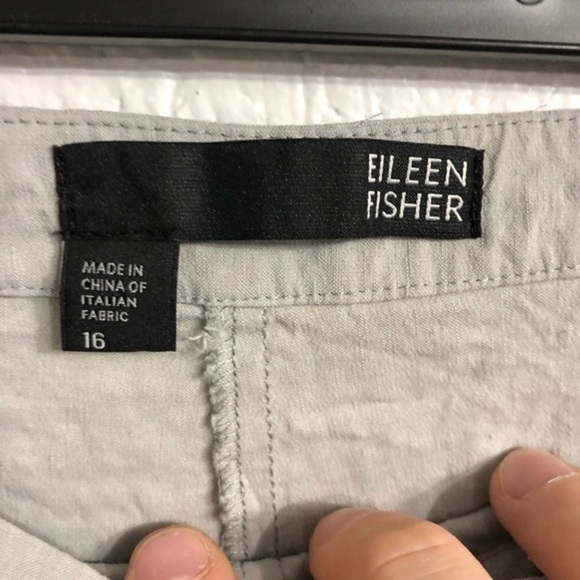 EILEEN
FISHER
MADE IN
CHINA OF
ITALIAN
FABRIC
16